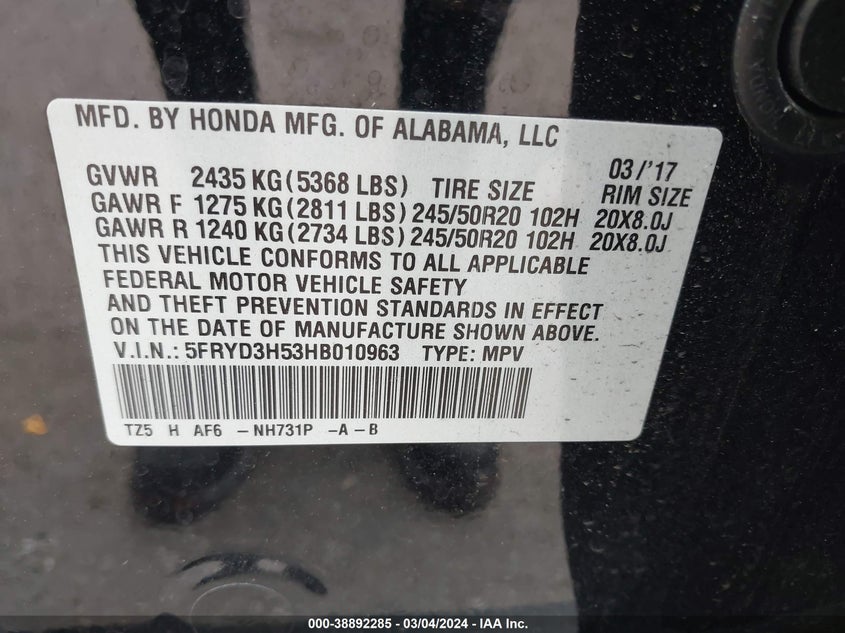 MFD. BY HONDA MFG. OF ALABAMA, LLC
03/'17
GVWR 2435 KG (5368 LBS) TIRE SIZE RIM SIZE
GAWR F 1275 KG (2811 LBS) 245/50R20 102H 20X8.0J
GAWR R 1240 KG (2734 LBS) 245/50R20 102H 20X8.0J
THIS VEHICLE CONFORMS TO ALL APPLICABLE
FEDERAL MOTOR VEHICLE SAFETY
AND THEFT PREVENTION STANDARDS IN EFFECT
ON THE DATE OF MANUFACTURE SHOWN ABOVE.
V.I.N.: 5FRYD3H53HB010963 TYPE: MPV
TZ5 H AF6 -NH731P -A-B
000-38892285 - 03/04/2024 - IAA Inc.